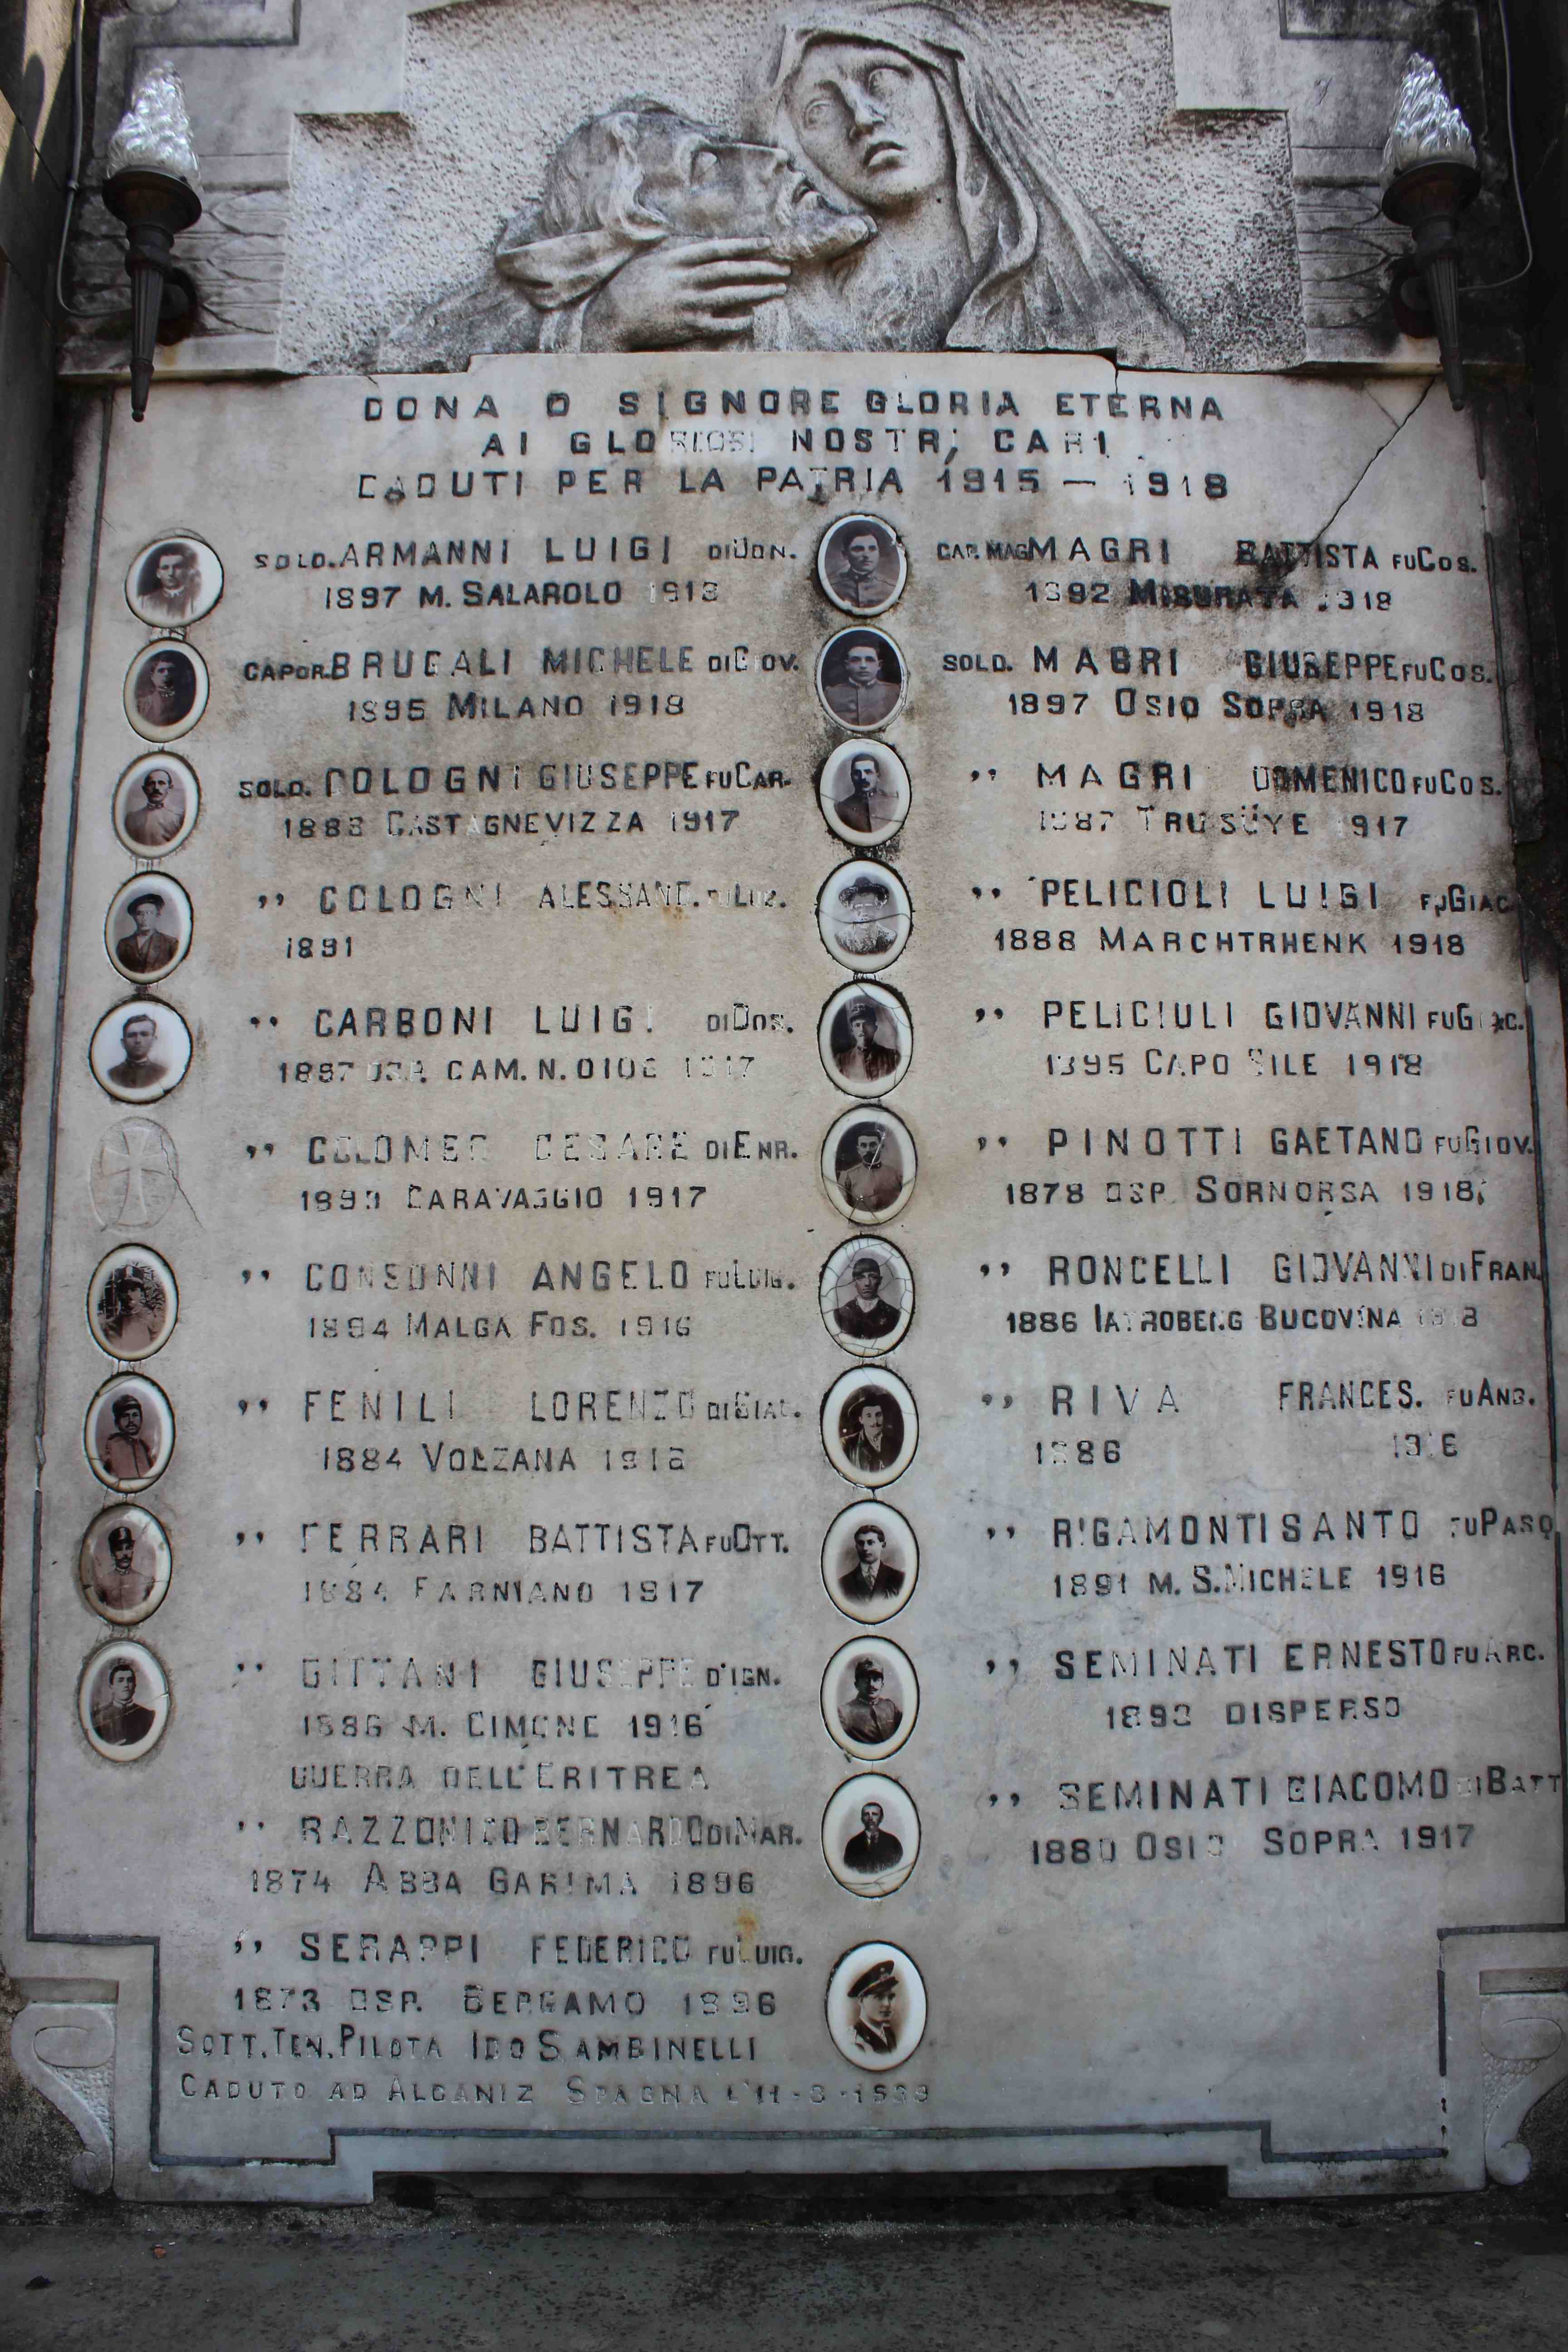 DONA O SIGNORE GLORIA ETERNA
AI GLORIOSI NOSTRI CARI
CADUTI PER LA PATRIA 1915 — 1918
SOLD. ARMANNI LUIGI DI DON.
1897 M. SALAROLO 1918
CAPOR. BRUGALI MICHELE DI GIOV.
1895 MILANO 1918
SOLD. COLOGNI GIUSEPPE FU CAR.
1883 CASTAGNEVIZZA 1917
,, COLOGNI ALESSAND.
1891
,, CARBONI LUIGI DI DOS.
CAM. N. 1917
,, COLOMBO CESARE DI ENR.
CARAVAGGIO 1917
,, CONSONNI ANGELO FU LUIG.
1894 MALGA FOS. 1916
,, FENILI LORENZO DI GIAC.
1884 VOLZANA 1916
,, FERRARI BATTISTA FU OTT.
1884 FARNIANO 1917
,, GITTANI GIUSEPPE D'IGN.
1886 M. CIMONE 1916
GUERRA DELL'ERITREA
,, RAZZONICO BERNARDO DI MAR.
1874 ABBA GARIMA 1896
,, SERAPPI FEDERICO FU LUIG.
1873 OSP. BERGAMO 1896
SOTT. TEN. PILOTA IDO SAMBINELLI
CADUTO AD ALCANIZ SPAGNA L'11-3-1938
CAP. MAG. MAGRI BATTISTA FU COS.
1892 MISURATA 1918
SOLD. MAGRI GIUSEPPE FU COS.
1897 OSIO SOPRA 1918
,, MAGRI DOMENICO FU COS.
1887 1917
,, PELICIOLI LUIGI FU GIAC.
1888 MARCHTRHENK 1918
,, PELICIOLI GIOVANNI FU GIAC.
1895 CAPO SILE 1918
,, PINOTTI GAETANO FU GIOV.
1878 OSP. SORNORSA 1918
,, RONCELLI GIOVANNI DI FRAN.
1886 BUCOVINA 1918
,, RIVA FRANCES. FU ANG.
1886 1916
,, RIGAMONTI SANTO FU PASQ.
1891 M. S. MICHELE 1916
,, SEMINATI ERNESTO FU ARC.
DISPERSO
,, SEMINATI GIACOMO DI BATT
1880 OSIO SOPRA 1917